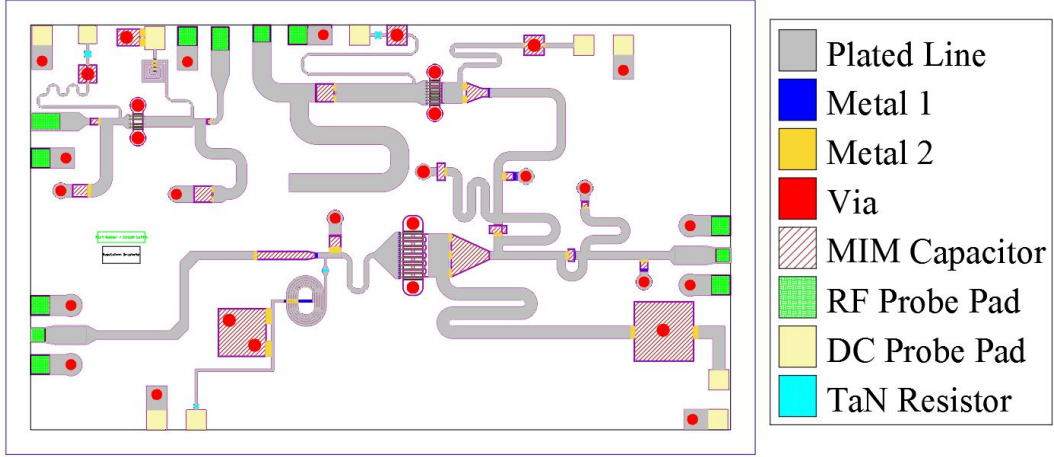 Plated Line
Metal 1
Metal 2
Via
MIM Capacitor
RF Probe Pad
DC Probe Pad
TaN Resistor